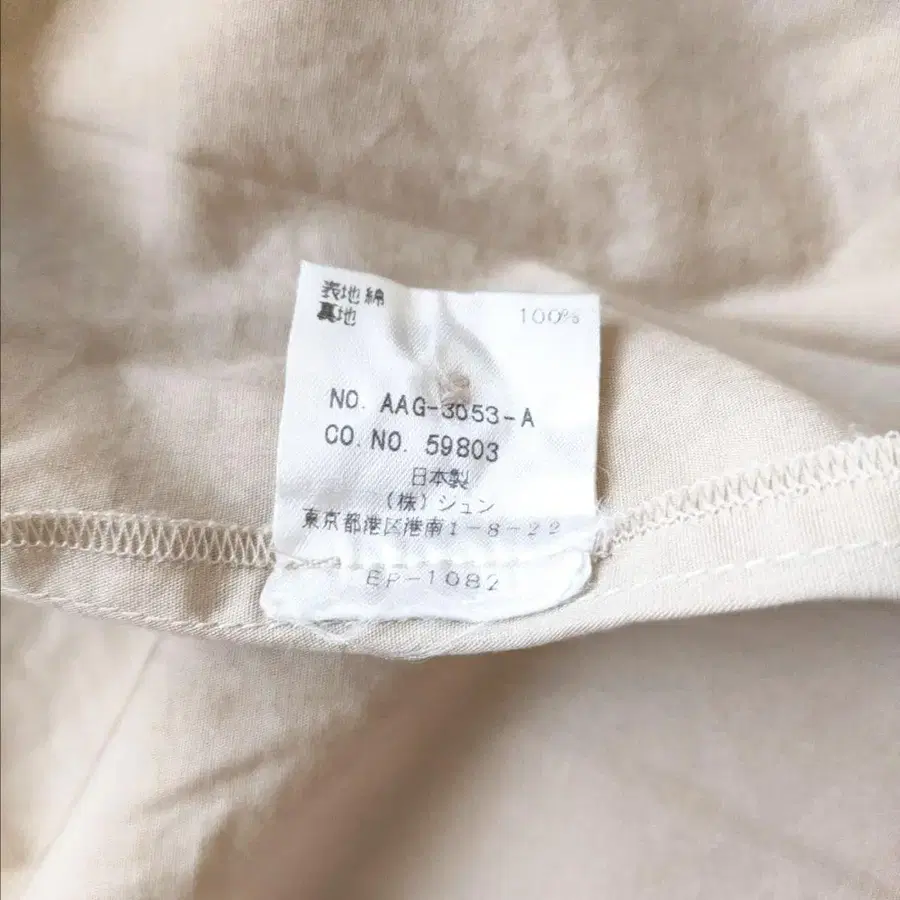 表地 綿 100%
裏地
NO. AAG-3053-A
CO. NO. 59803
日本製
(株) シュン
東京都港区港南1-8-22
EP-1082